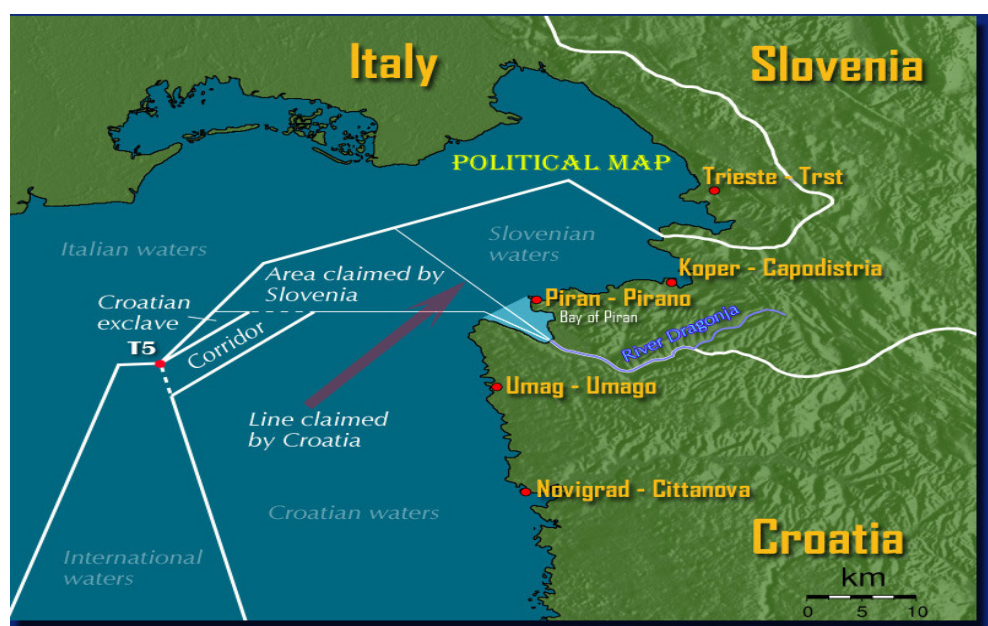 Italy
Slovenia
POLITICAL MAP
Trieste - Trst
Italian waters
Slovenian
waters
Koper - Capodistria
Area claimed by
Slovenia
Croatian
exclave
Piran - Pirano
Bay of Piran
River Dragonja
T5
Corridor
Umag - Umago
Line claimed
by Croatia
Novigrad - Cittanova
Croatian waters
Croatia
International
waters
km
0 5 10